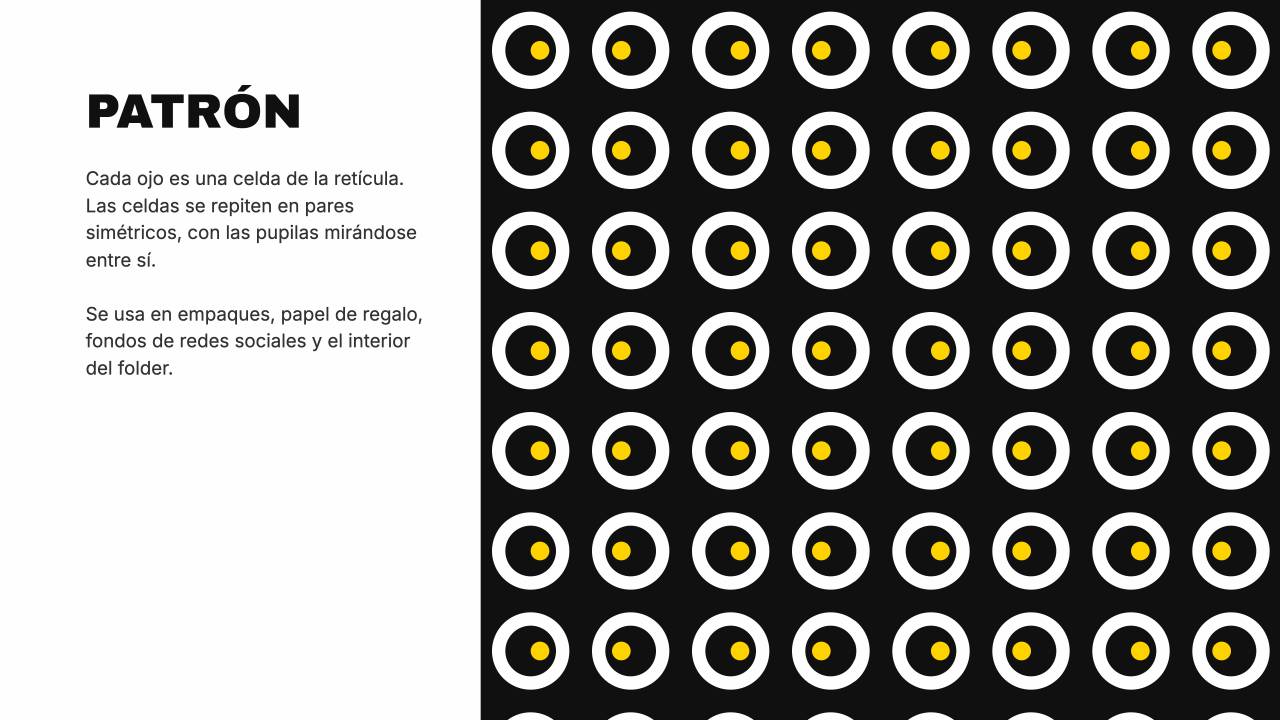 PATRÓN
Cada ojo es una celda de la retícula.
Las celdas se repiten en pares
simétricos, con las pupilas mirándose
entre sí.
Se usa en empaques, papel de regalo,
fondos de redes sociales y el interior
del folder.